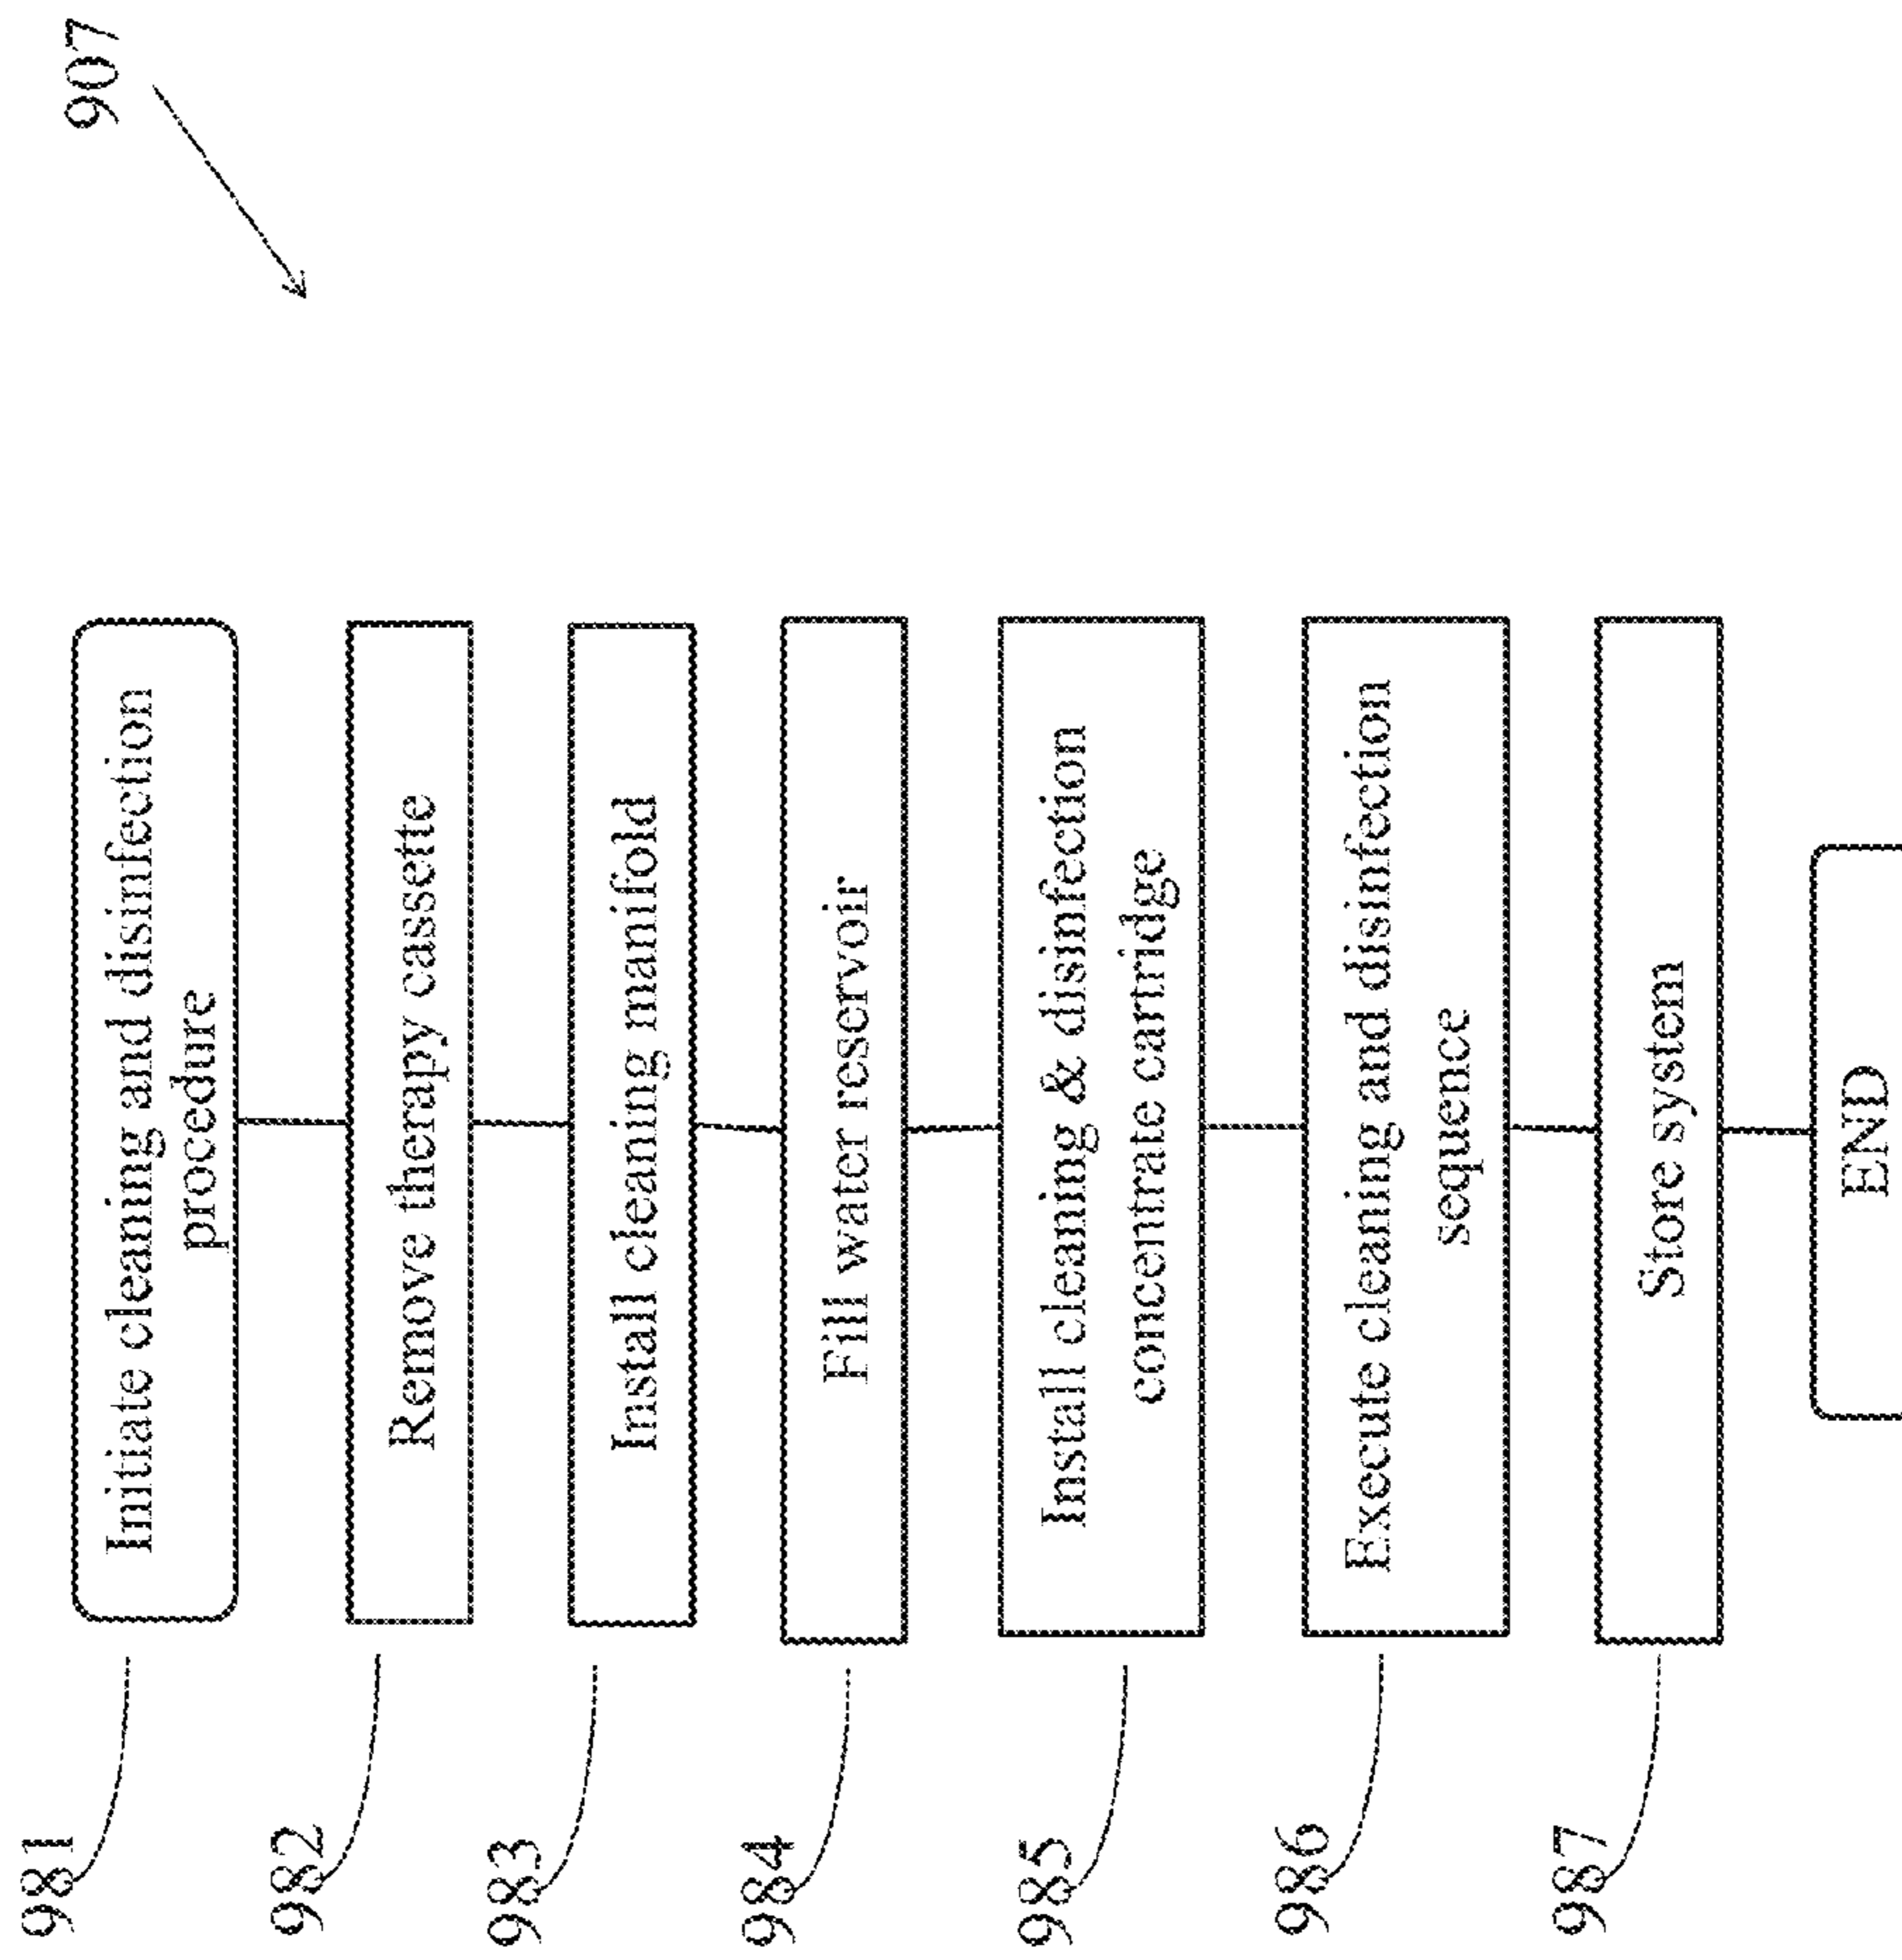 907
981
Initiate cleaning and disinfection
procedure
982
Remove therapy cassette
983
Install cleaning manifold
984
Fill water reservoir
985
Install cleaning & disinfection
concentrate cartridge
986
Execute cleaning and disinfection
sequence
987
Store system
END